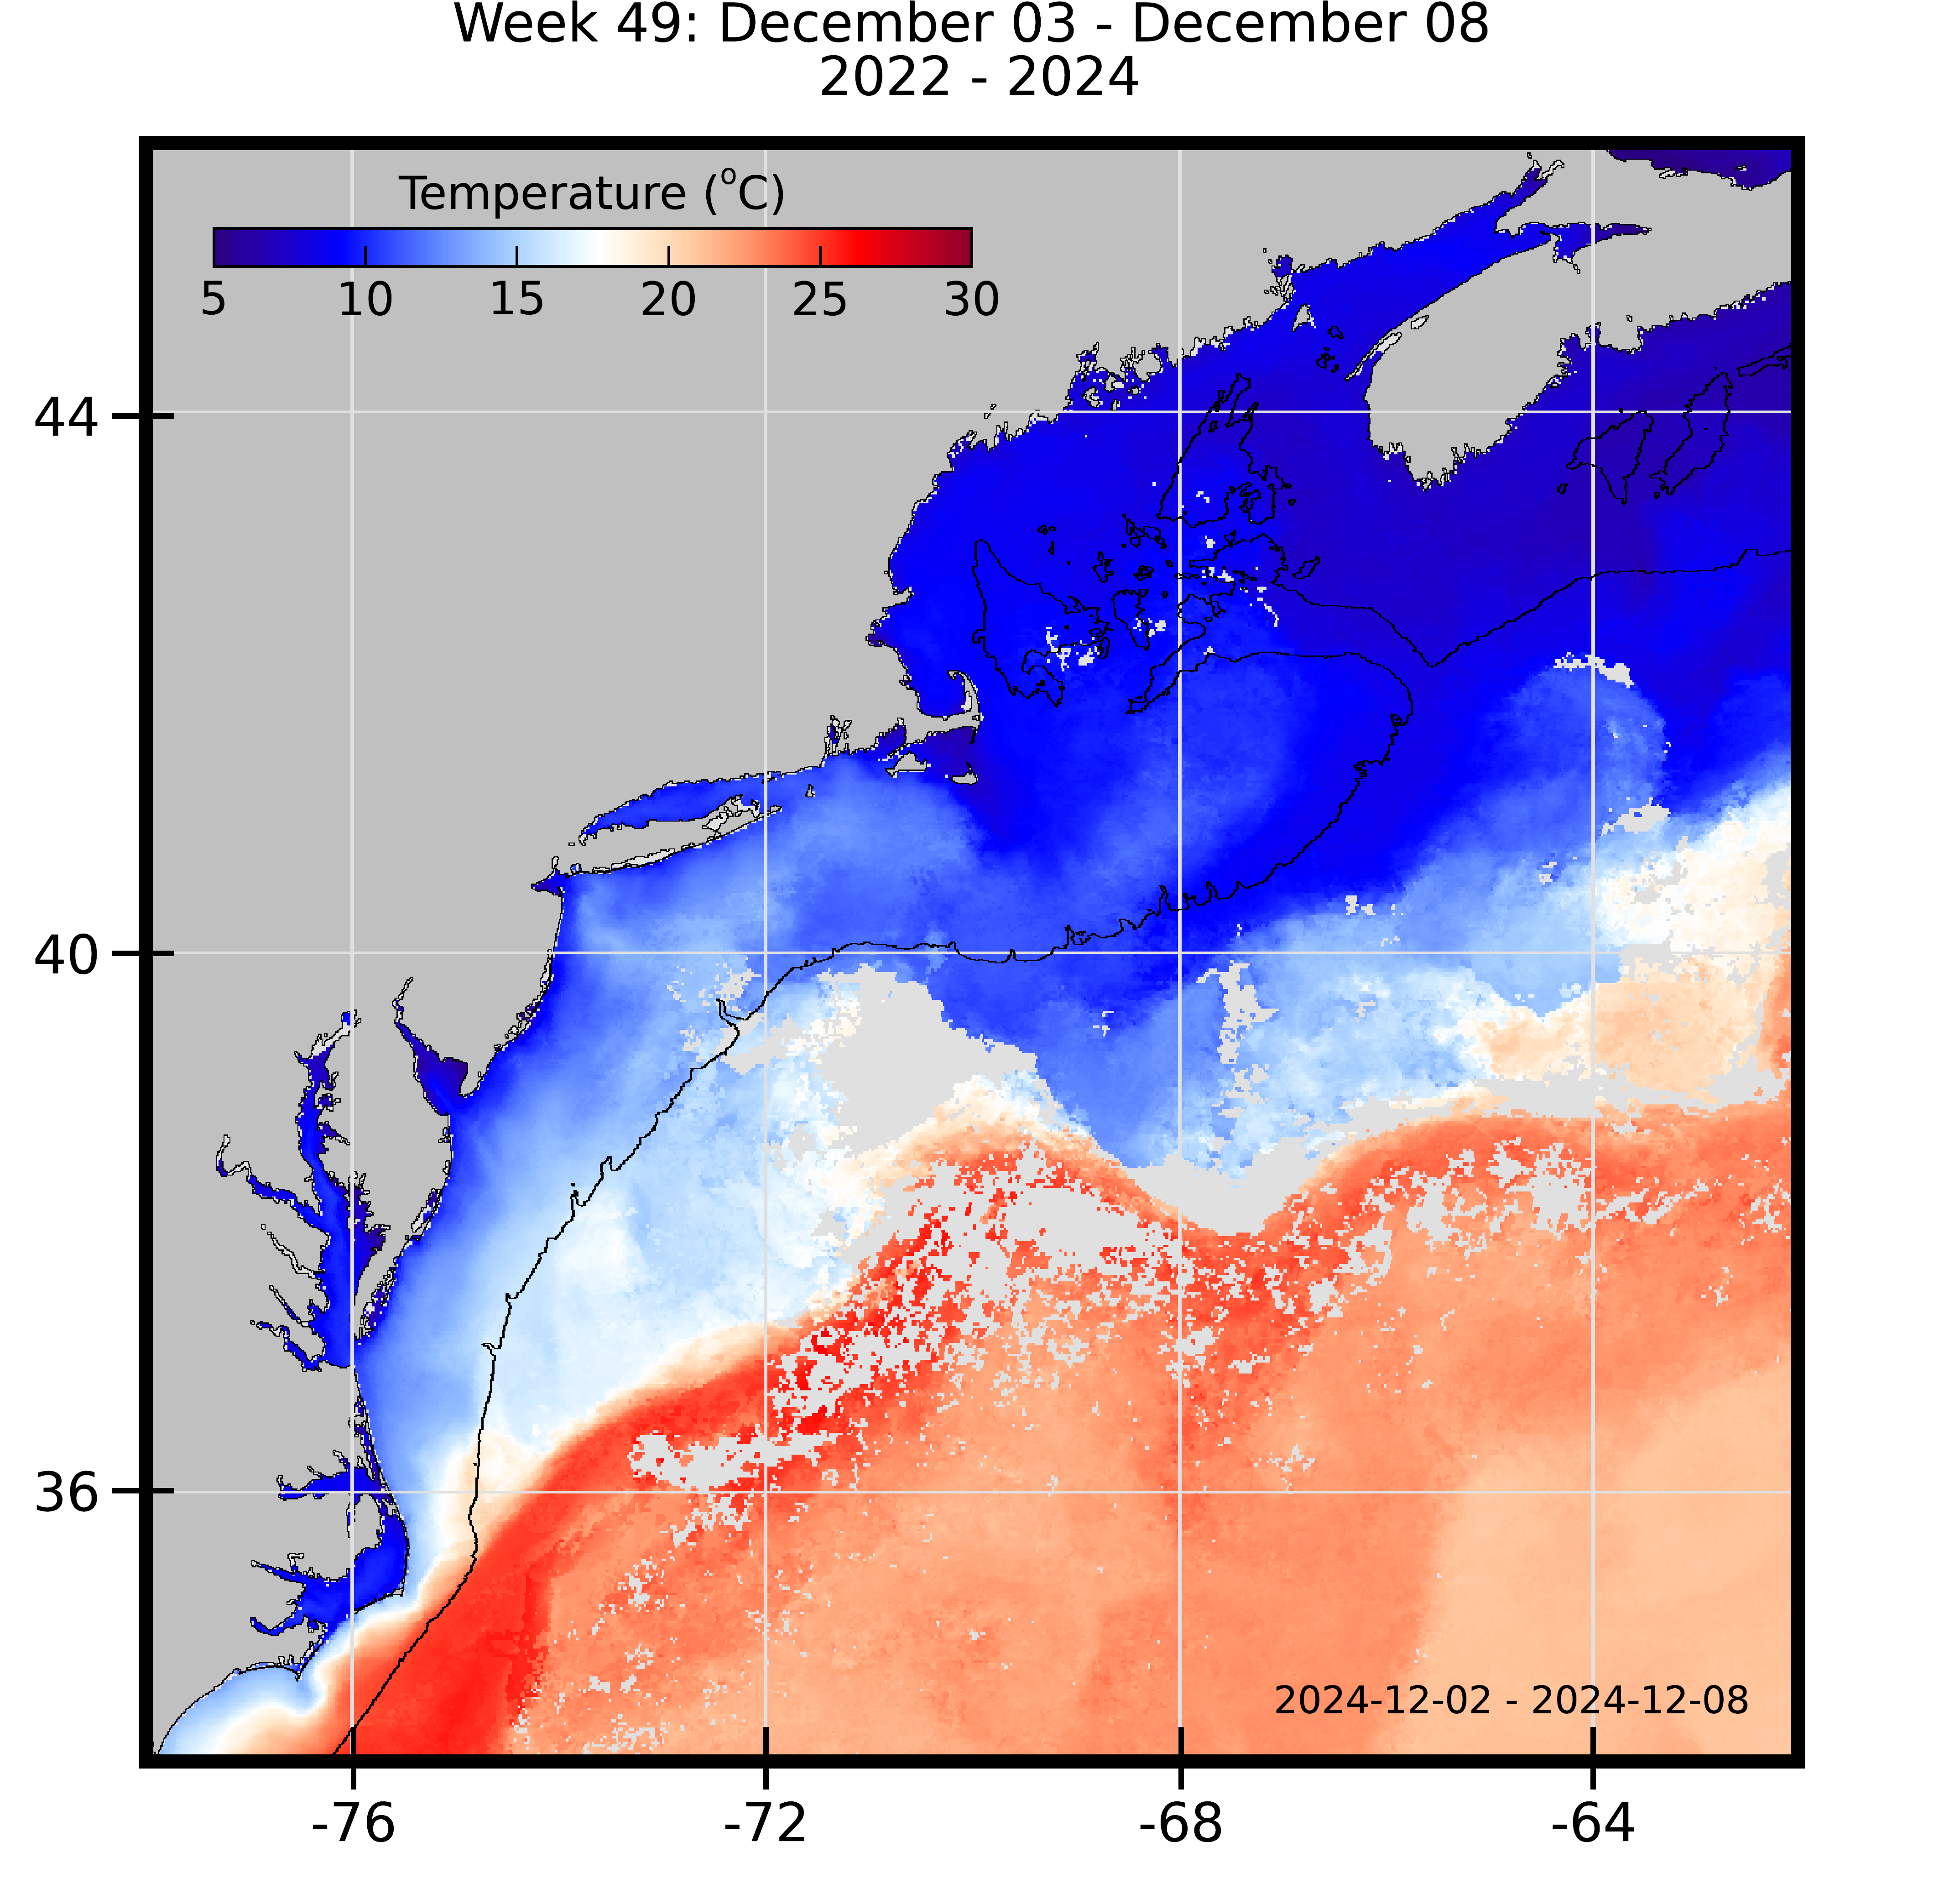 Week 49: December 03 - December 08
2022 - 2024
Temperature (oC)
5 10 15 20 25 30
44
40
36
2024-12-02 - 2024-12-08
-76 -72 -68 -64